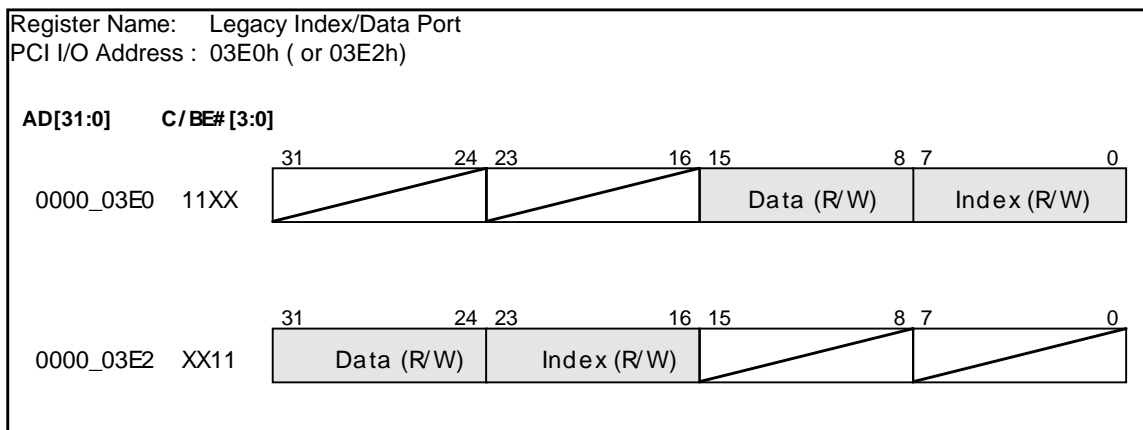 Register Name: Legacy Index/Data Port
PCI I/O Address : 03E0h ( or 03E2h)
AD[31:0] C/BE#[3:0]
31 24 23 16 15 8 7 0
0000_03E0 11XX Data (R/W) Index (R/W)
31 24 23 16 15 8 7 0
0000_03E2 XX11 Data (R/W) Index (R/W)